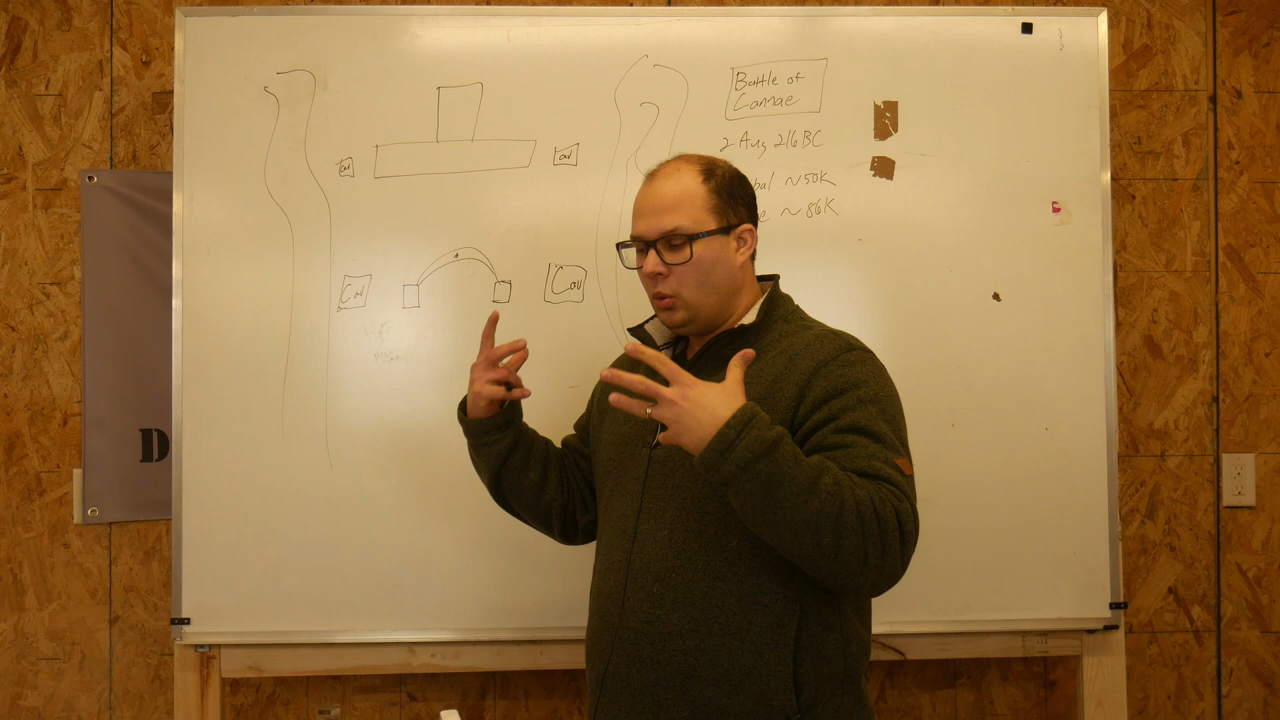 Battle of
Cannae
2 Aug 216 BC
bal ~50K
e ~86K
Cav
Cav
Cav
Cav
D